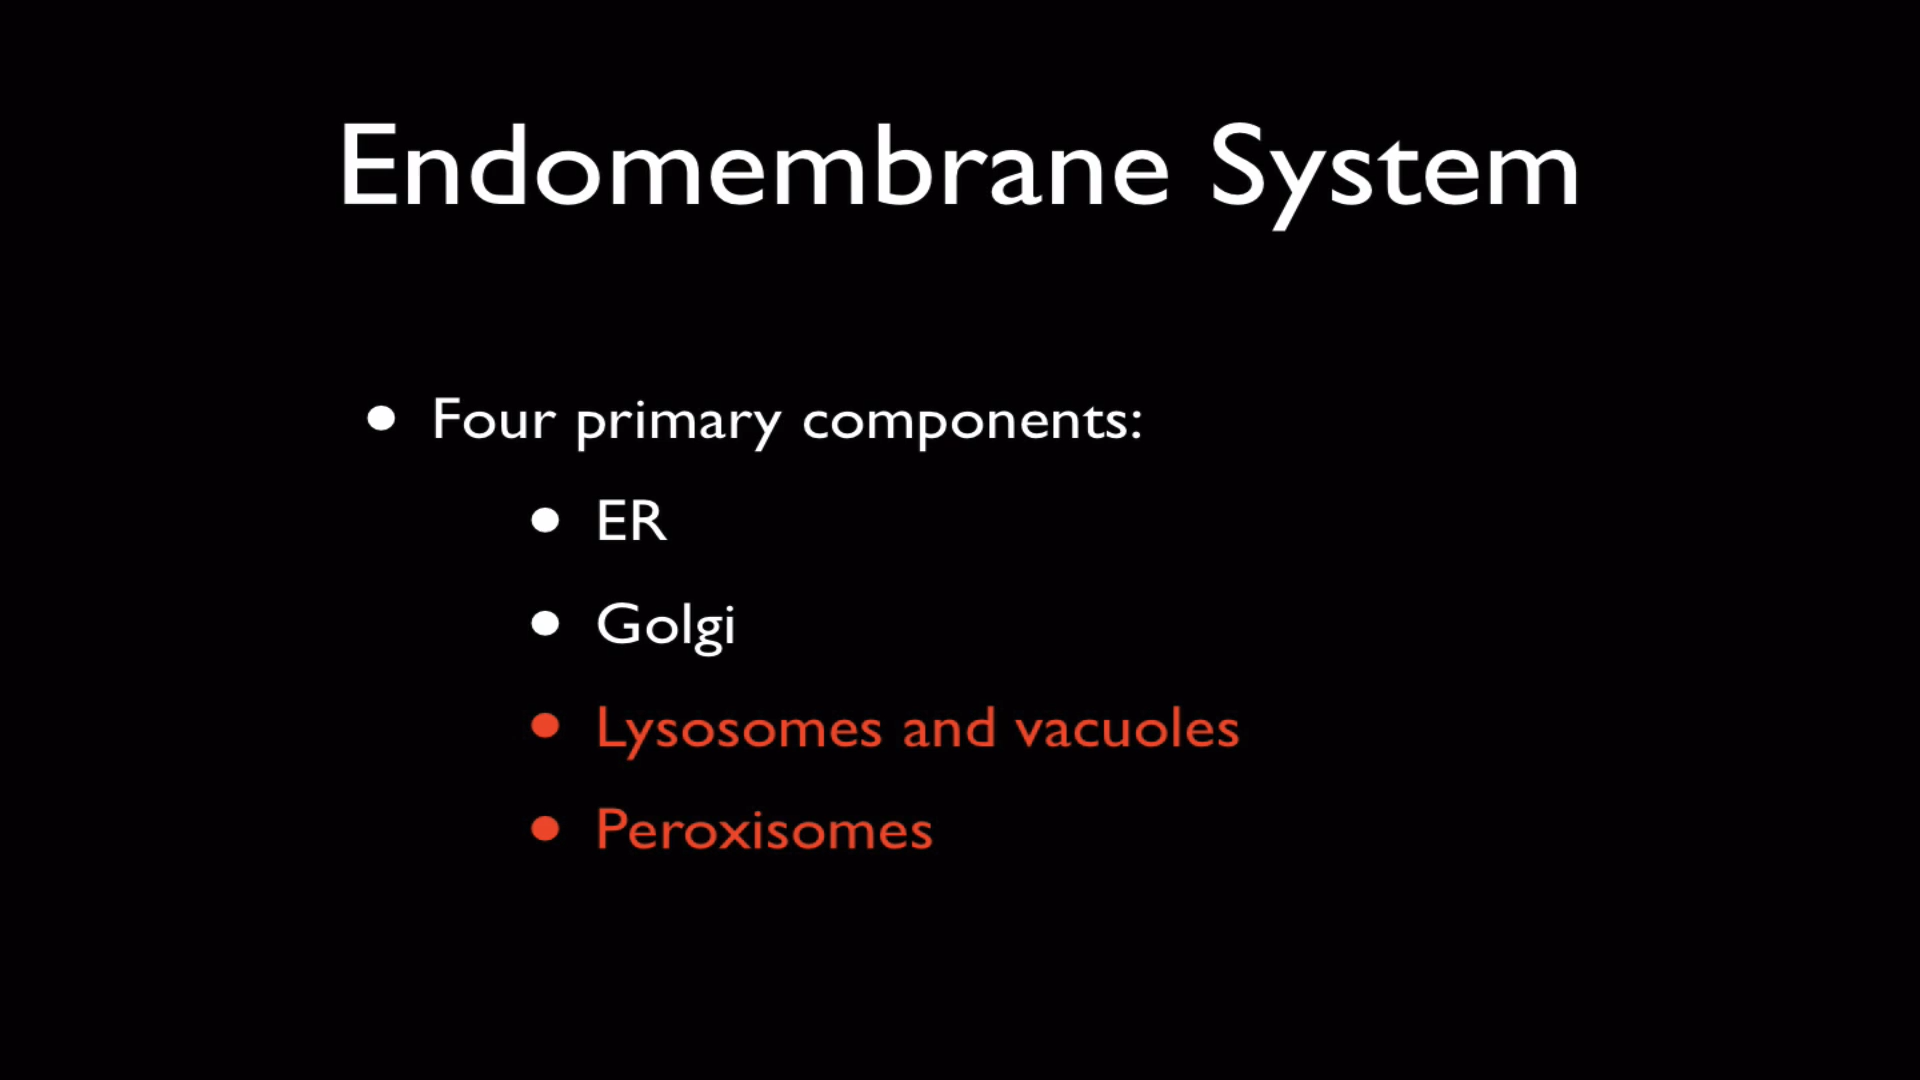 Endomembrane System
• Four primary components:
• ER
• Golgi
• Lysosomes and vacuoles
• Peroxisomes